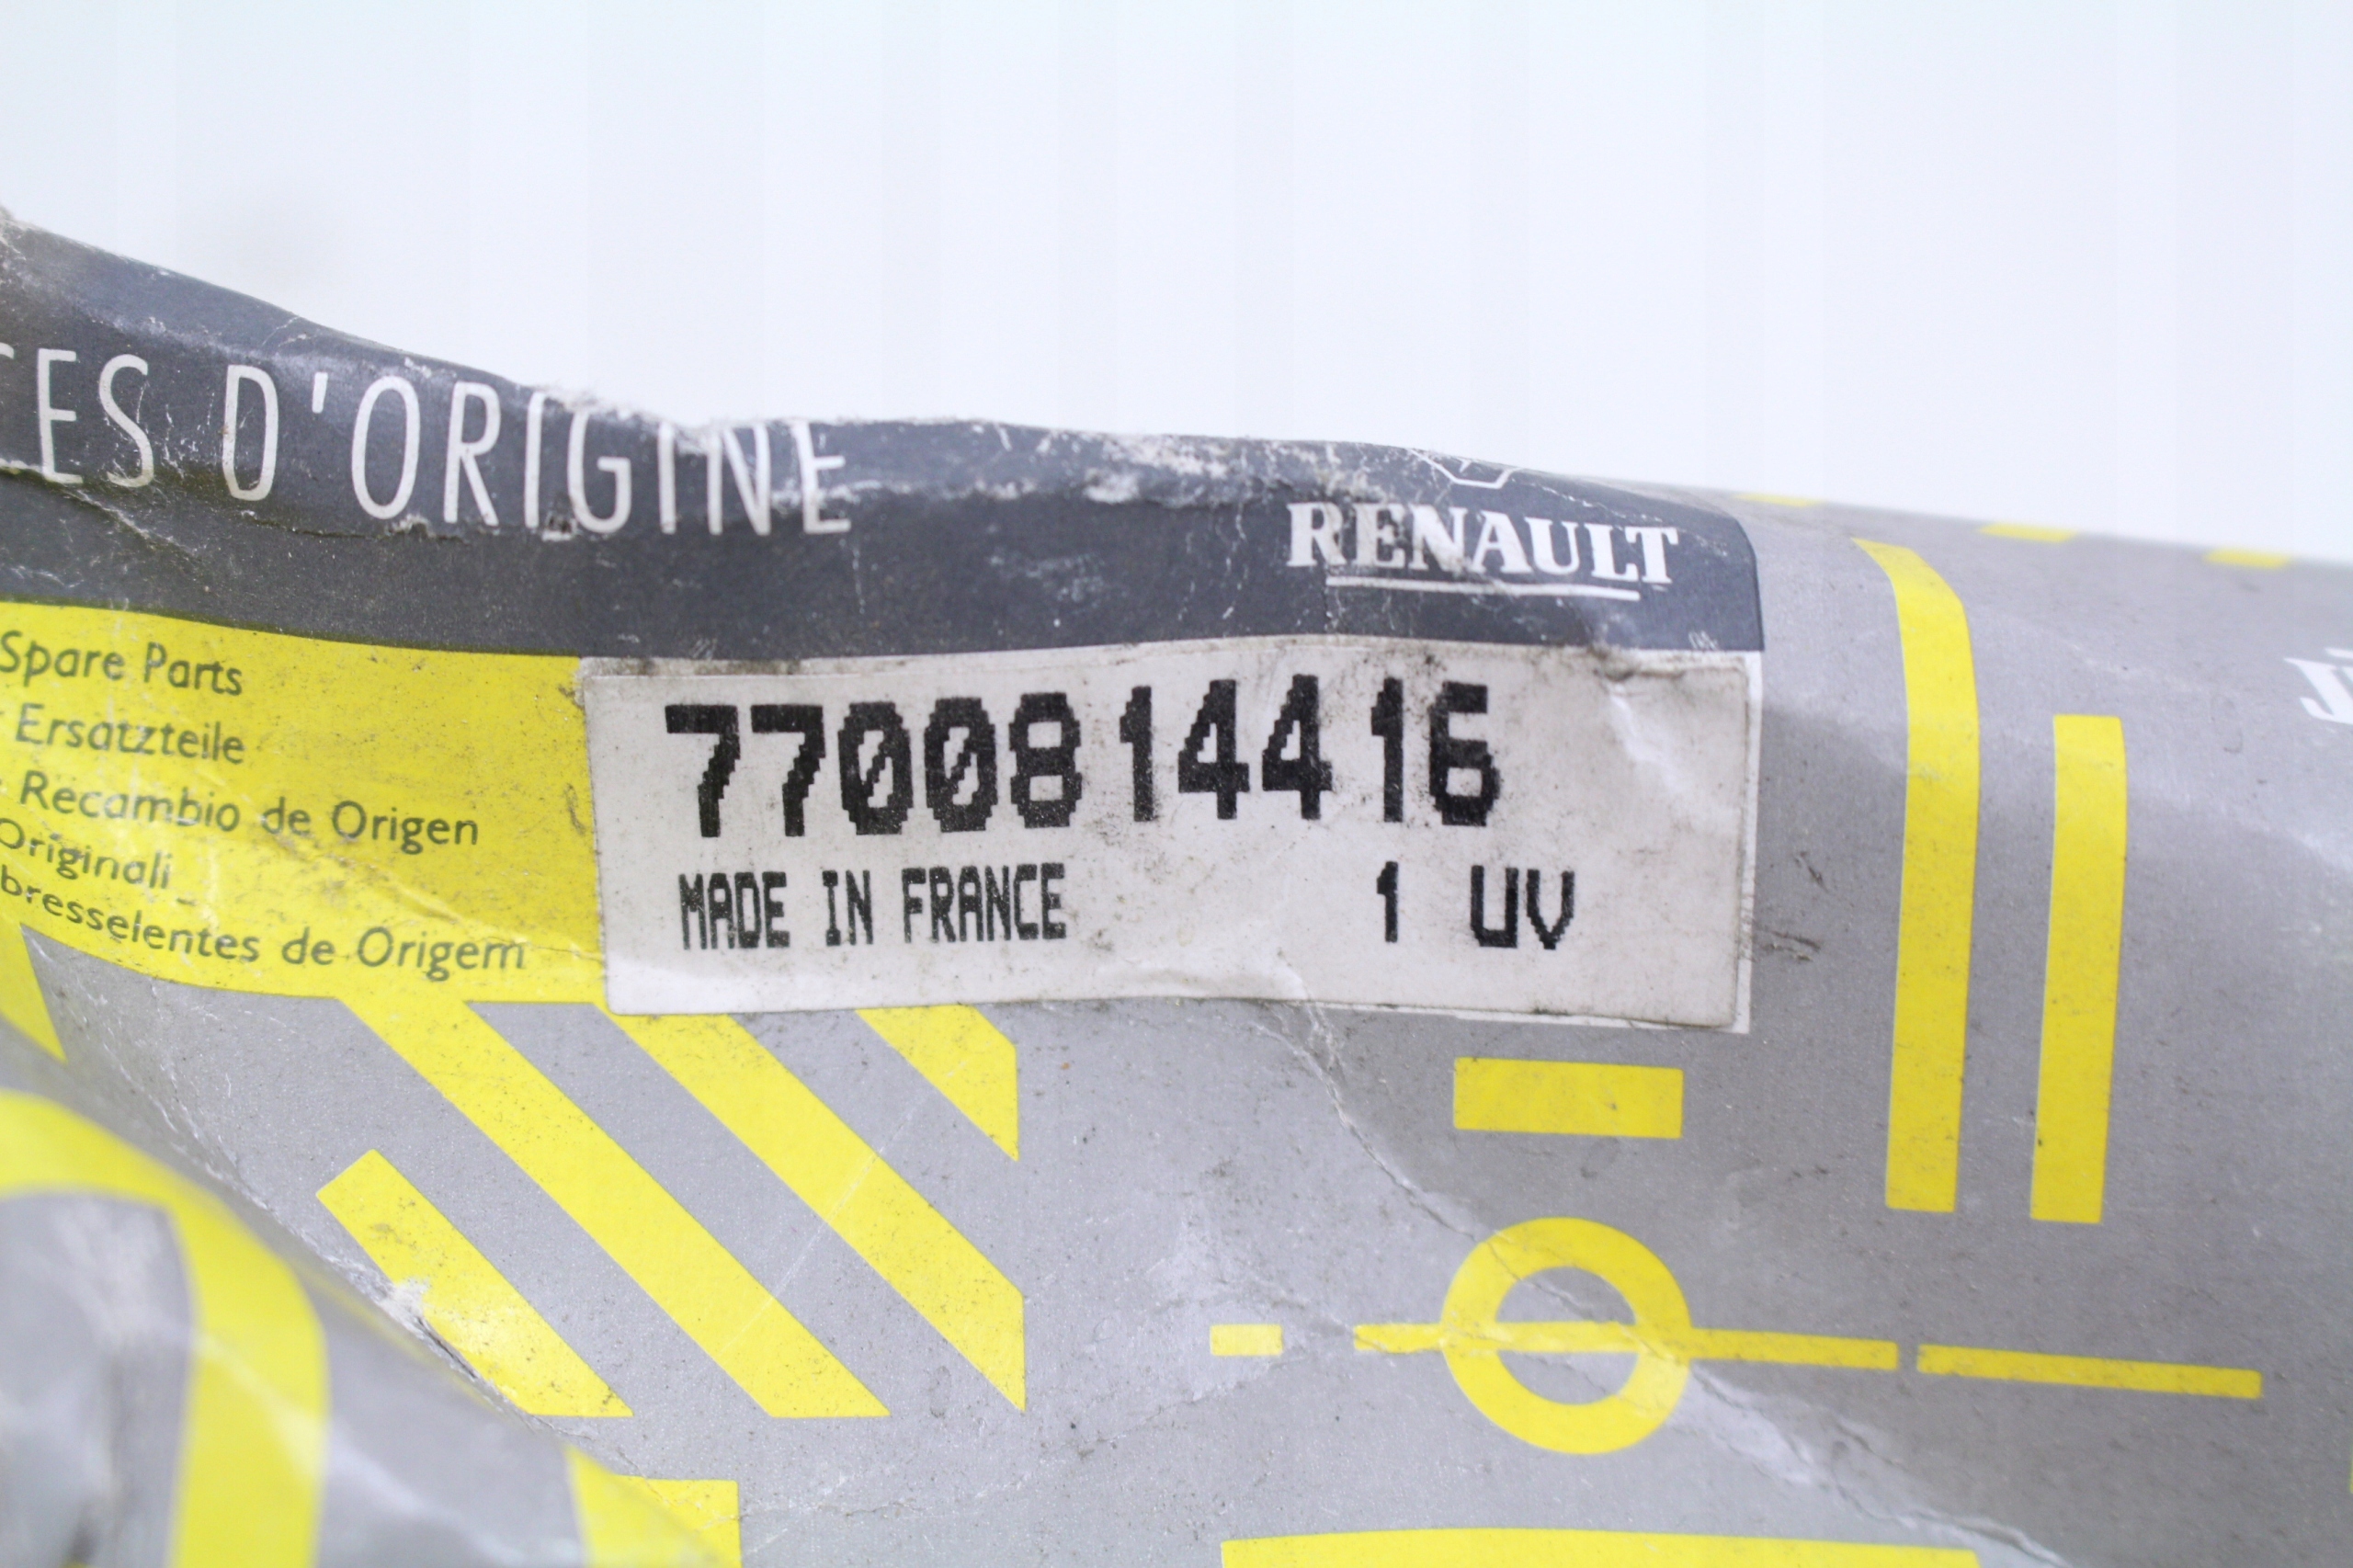 CES D'ORIGINE
RENAULT
Spare Parts
Ersatzteile
Recambio de Origen
Originali
bresselentes de Origem
7700814416
MADE IN FRANCE 1 UV